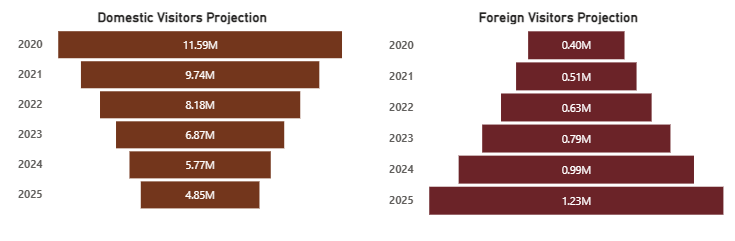 Domestic Visitors Projection
2020 11.59M
2021 9.74M
2022 8.18M
2023 6.87M
2024 5.77M
2025 4.85M
Foreign Visitors Projection
2020 0.40M
2021 0.51M
2022 0.63M
2023 0.79M
2024 0.99M
2025 1.23M